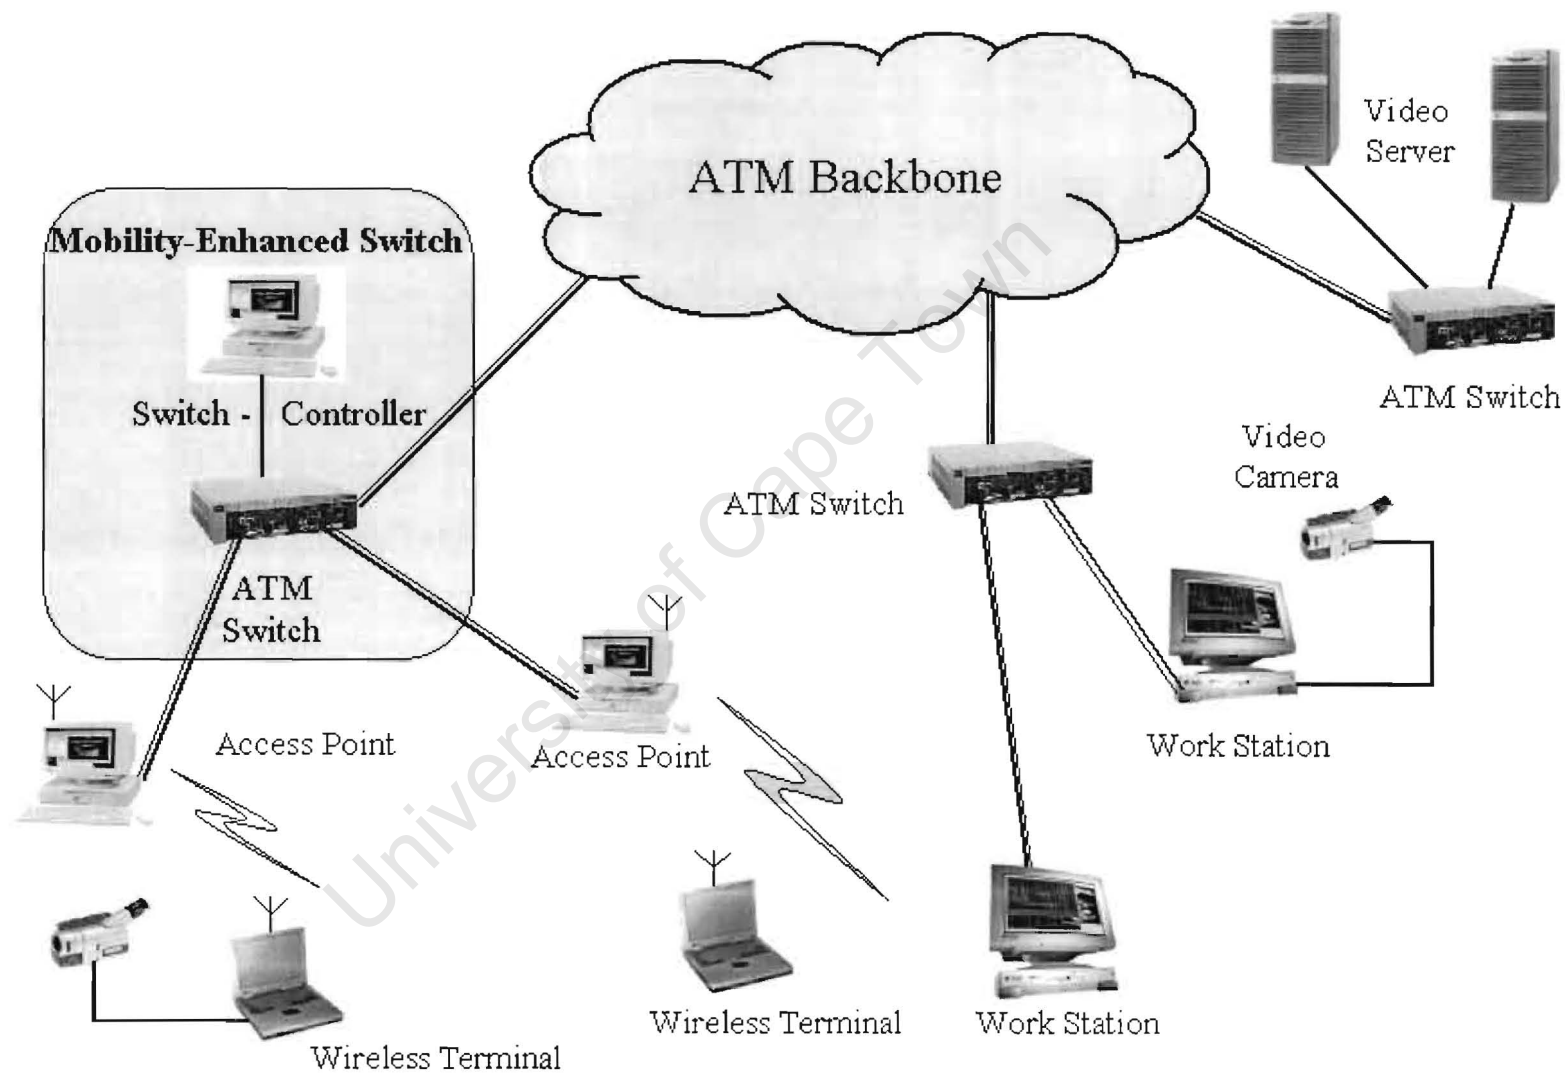 ATM Backbone
Video
Server
Mobility-Enhanced Switch
Switch - Controller
ATM
Switch
ATM Switch
Video
Camera
ATM Switch
Access Point
Access Point
Work Station
Wireless Terminal
Wireless Terminal
Work Station
University of Cape Town